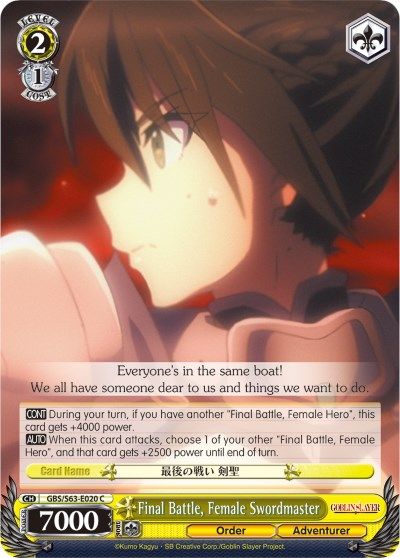 LEVEL
2
1
COST
Everyone's in the same boat!
We all have someone dear to us and things we want to do.
CONT During your turn, if you have another "Final Battle, Female Hero", this
card gets +4000 power.
AUTO When this card attacks, choose 1 of your other "Final Battle, Female
Hero", and that card gets +2500 power until end of turn.
Card Name 最後の戦い 剣聖
CH GBS/S63-E020 C
POWER 7000 SOUL
Final Battle, Female Swordmaster
GOBLIN SLAYER
Order Adventurer
©Kumo Kagyu・SB Creative Corp./Goblin Slayer Project.